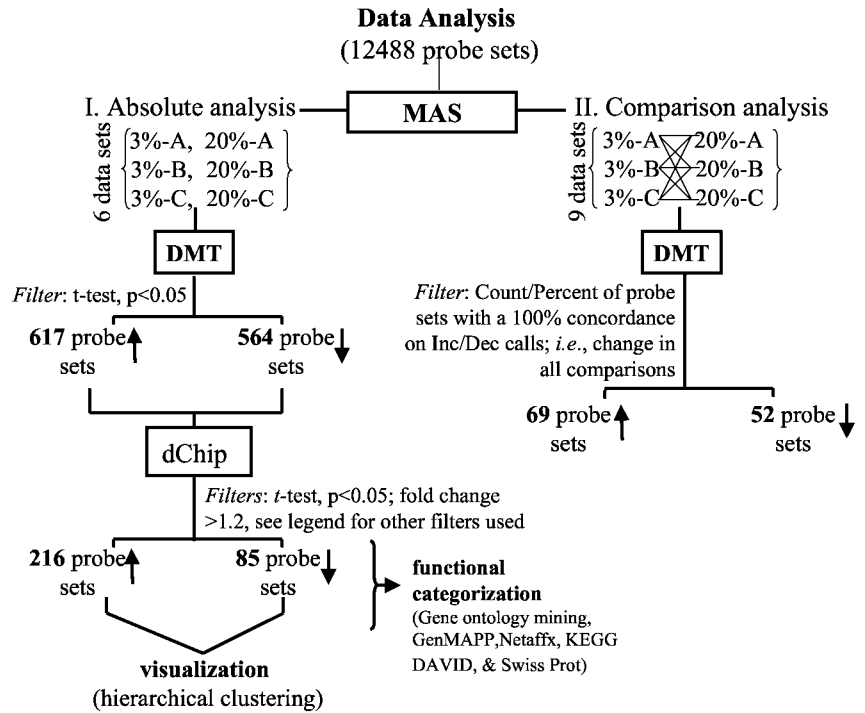 Data Analysis
(12488 probe sets)
MAS
I. Absolute analysis
6 data sets
3%-A, 20%-A
3%-B, 20%-B
3%-C, 20%-C
DMT
Filter: t-test, p<0.05
617 probe sets
564 probe sets
dChip
Filters: t-test, p<0.05; fold change
>1.2, see legend for other filters used
216 probe sets
85 probe sets
visualization
(hierarchical clustering)
functional
categorization
(Gene ontology mining,
GenMAPP,Netaffx, KEGG
DAVID, & Swiss Prot)
II. Comparison analysis
9 data sets
3%-A 20%-A
3%-B 20%-B
3%-C 20%-C
DMT
Filter: Count/Percent of probe
sets with a 100% concordance
on Inc/Dec calls; i.e., change in
all comparisons
69 probe sets
52 probe sets